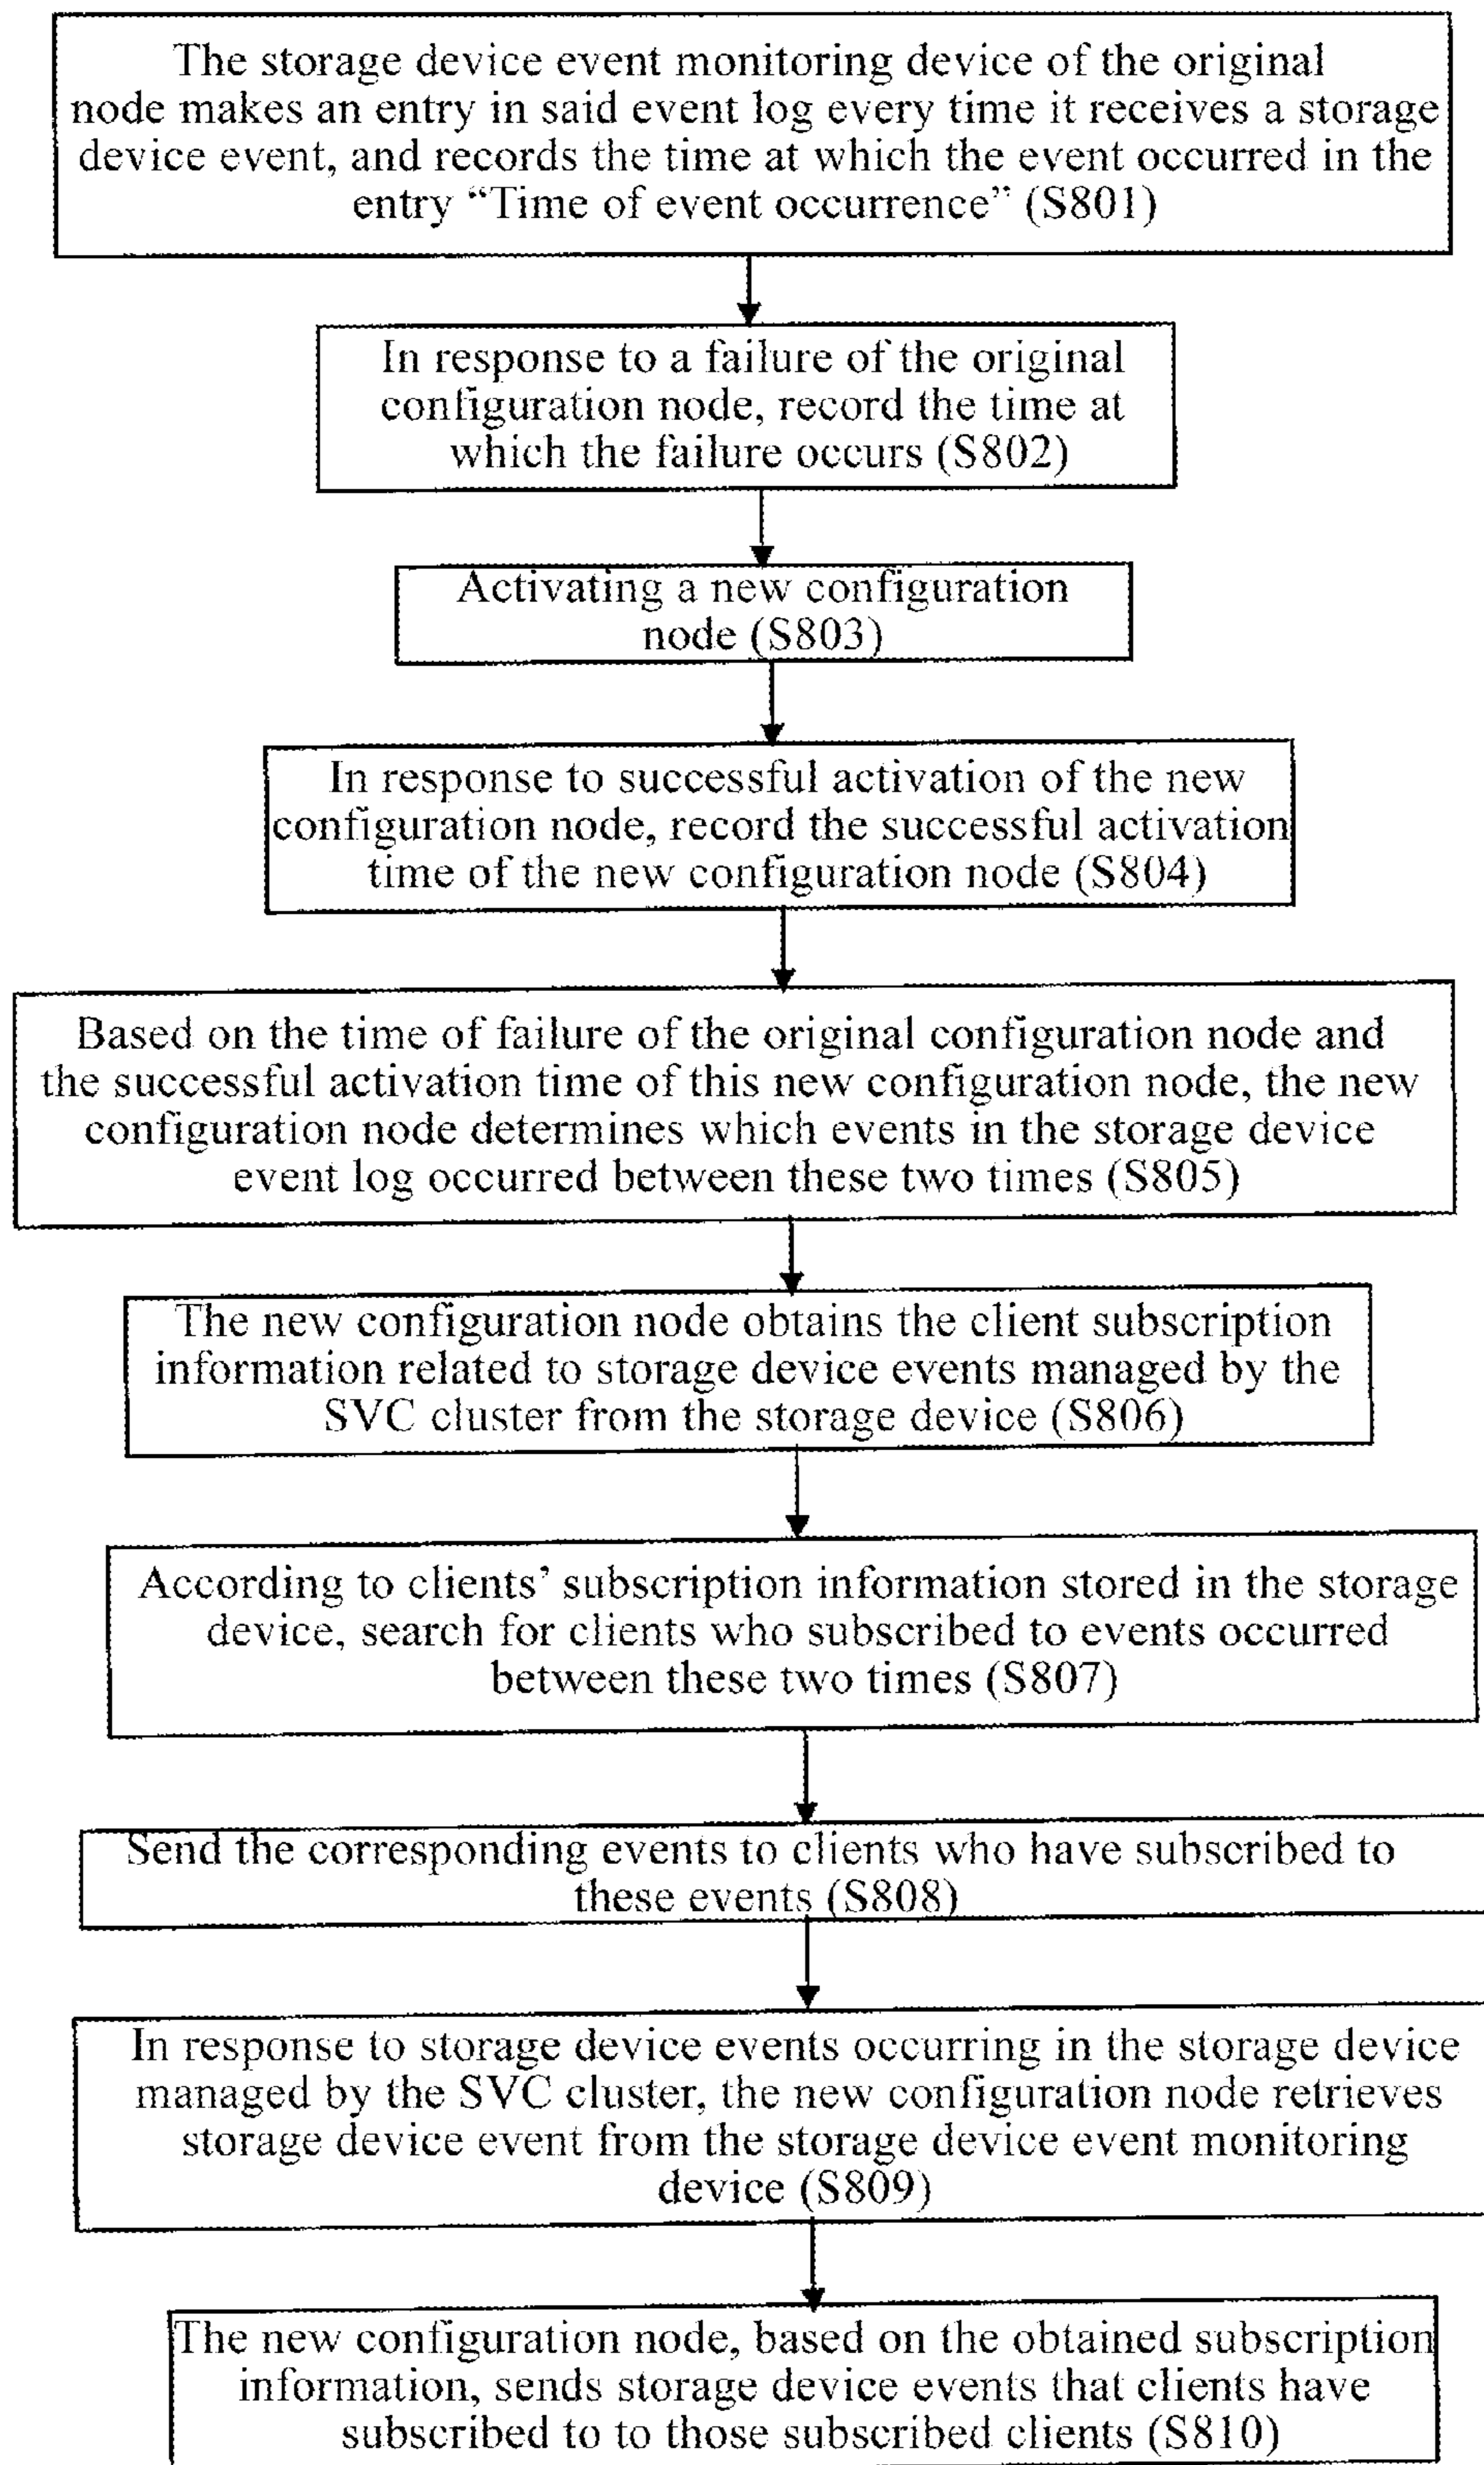 The storage device event monitoring device of the original
node makes an entry in said event log every time it receives a storage
device event, and records the time at which the event occurred in the
entry “Time of event occurrence” (S801)
In response to a failure of the original
configuration node, record the time at
which the failure occurs (S802)
Activating a new configuration
node (S803)
In response to successful activation of the new
configuration node, record the successful activation
time of the new configuration node (S804)
Based on the time of failure of the original configuration node and
the successful activation time of this new configuration node, the new
configuration node determines which events in the storage device
event log occurred between these two times (S805)
The new configuration node obtains the client subscription
information related to storage device events managed by the
SVC cluster from the storage device (S806)
According to clients’ subscription information stored in the storage
device, search for clients who subscribed to events occurred
between these two times (S807)
Send the corresponding events to clients who have subscribed to
these events (S808)
In response to storage device events occurring in the storage device
managed by the SVC cluster, the new configuration node retrieves
storage device event from the storage device event monitoring
device (S809)
The new configuration node, based on the obtained subscription
information, sends storage device events that clients have
subscribed to to those subscribed clients (S810)